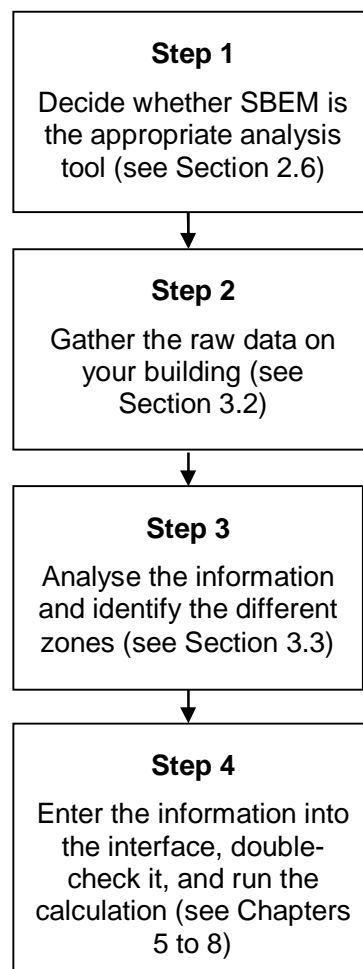 Step 1
Decide whether SBEM is
the appropriate analysis
tool (see Section 2.6)
Step 2
Gather the raw data on
your building (see
Section 3.2)
Step 3
Analyse the information
and identify the different
zones (see Section 3.3)
Step 4
Enter the information into
the interface, double-
check it, and run the
calculation (see Chapters
5 to 8)